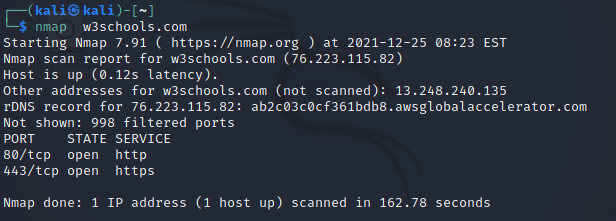 ┌──(kali㉿kali)-[~]
└─$ nmap  w3schools.com
Starting Nmap 7.91 ( https://nmap.org ) at 2021-12-25 08:23 EST
Nmap scan report for w3schools.com (76.223.115.82)
Host is up (0.12s latency).
Other addresses for w3schools.com (not scanned): 13.248.240.135
rDNS record for 76.223.115.82: ab2c03c0cf361bdb8.awsglobalaccelerator.com
Not shown: 998 filtered ports
PORT    STATE SERVICE
80/tcp  open  http
443/tcp open  https
Nmap done: 1 IP address (1 host up) scanned in 162.78 seconds